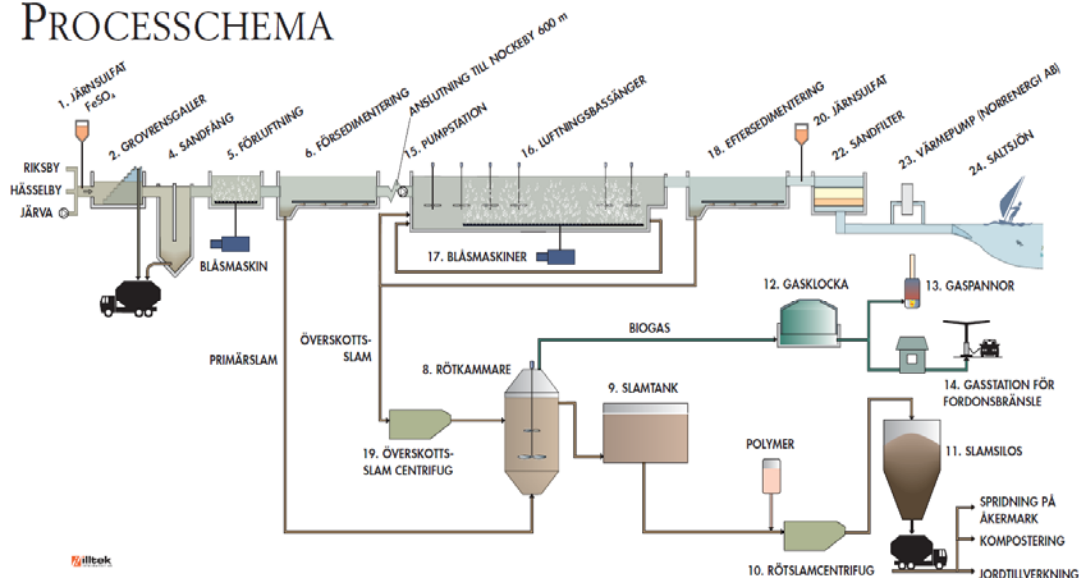 PROCESSCHEMA
1. JÄRNSULFAT
FeSO₄
2. GROVRENSGALLER
4. SANDFÅNG
5. FÖRLUFTNING
6. FÖRSEDIMENTERING
ANSLUTNING TILL NOCKEBY 600 m
15. PUMPSTATION
16. LUFTNINGSBASSÄNGER
18. EFTERSEDIMENTERING
20. JÄRNSULFAT
22. SANDFILTER
23. VÄRMEPUMP (NORRENERGI AB)
24. SALTSJÖN
RIKSBY
HÄSSELBY
JÄRVA
BLÅSMASKIN
17. BLÅSMASKINER
12. GASKLOCKA
13. GASPANNOR
BIOGAS
PRIMÄRSLAM
ÖVERSKOTTS-
SLAM
8. RÖTKAMMARE
9. SLAMTANK
14. GASSTATION FÖR
FORDONSBRÄNSLE
19. ÖVERSKOTTS-
SLAM CENTRIFUG
POLYMER
11. SLAMSILOS
SPRIDNING PÅ
ÅKERMARK
KOMPOSTERING
10. RÖTSLAMCENTRIFUG
JORDTILLVERKNING